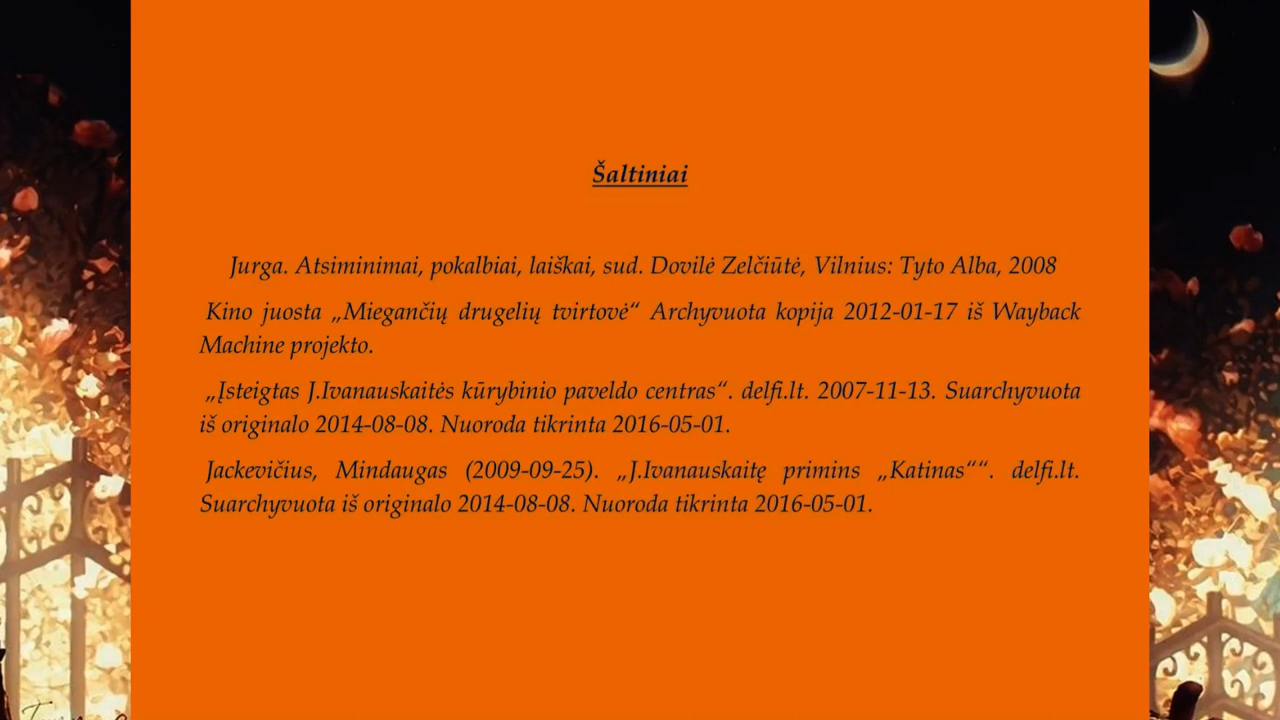 Šaltiniai
Jurga. Atsiminimai, pokalbiai, laiškai, sud. Dovilė Zelčiūtė, Vilnius: Tyto Alba, 2008
Kino juosta „Miegančių drugelių tvirtovė“ Archyvuota kopija 2012-01-17 iš Wayback
Machine projekto.
„Įsteigtas J.Ivanauskaitės kūrybinio paveldo centras“. delfi.lt. 2007-11-13. Suarchyvuota
iš originalo 2014-08-08. Nuoroda tikrinta 2016-05-01.
Jackevičius, Mindaugas (2009-09-25). „J.Ivanauskaitę primins „Katinas““. delfi.lt.
Suarchyvuota iš originalo 2014-08-08. Nuoroda tikrinta 2016-05-01.